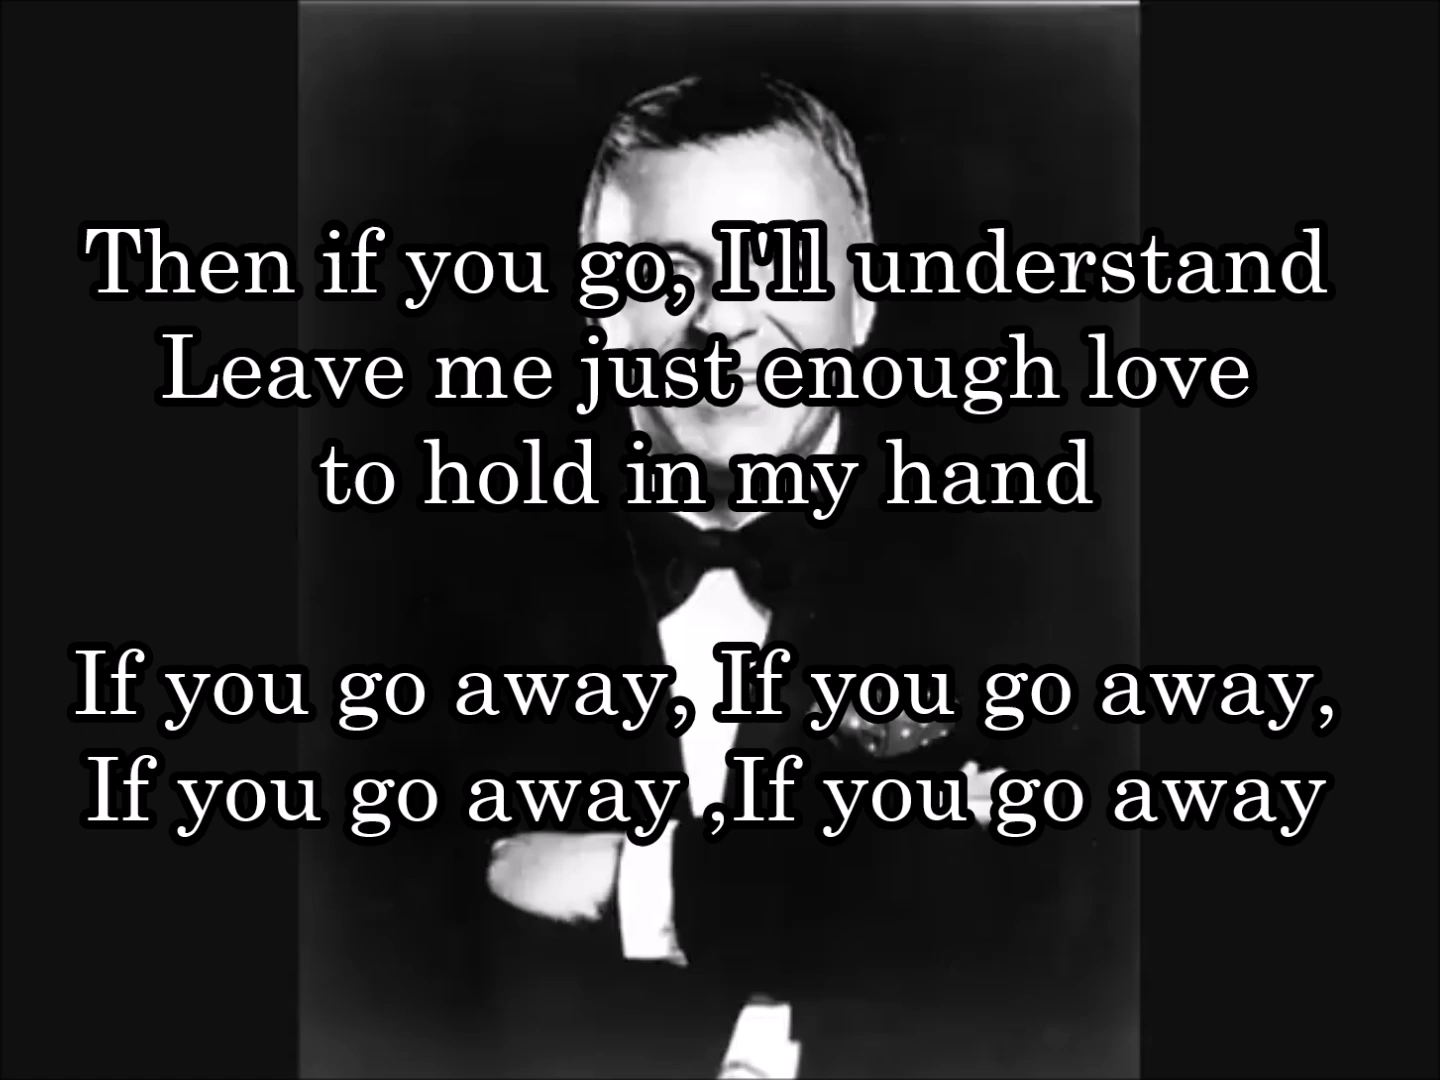 Then if you go, I'll understand
Leave me just enough love
to hold in my hand
If you go away, If you go away,
If you go away ,If you go away